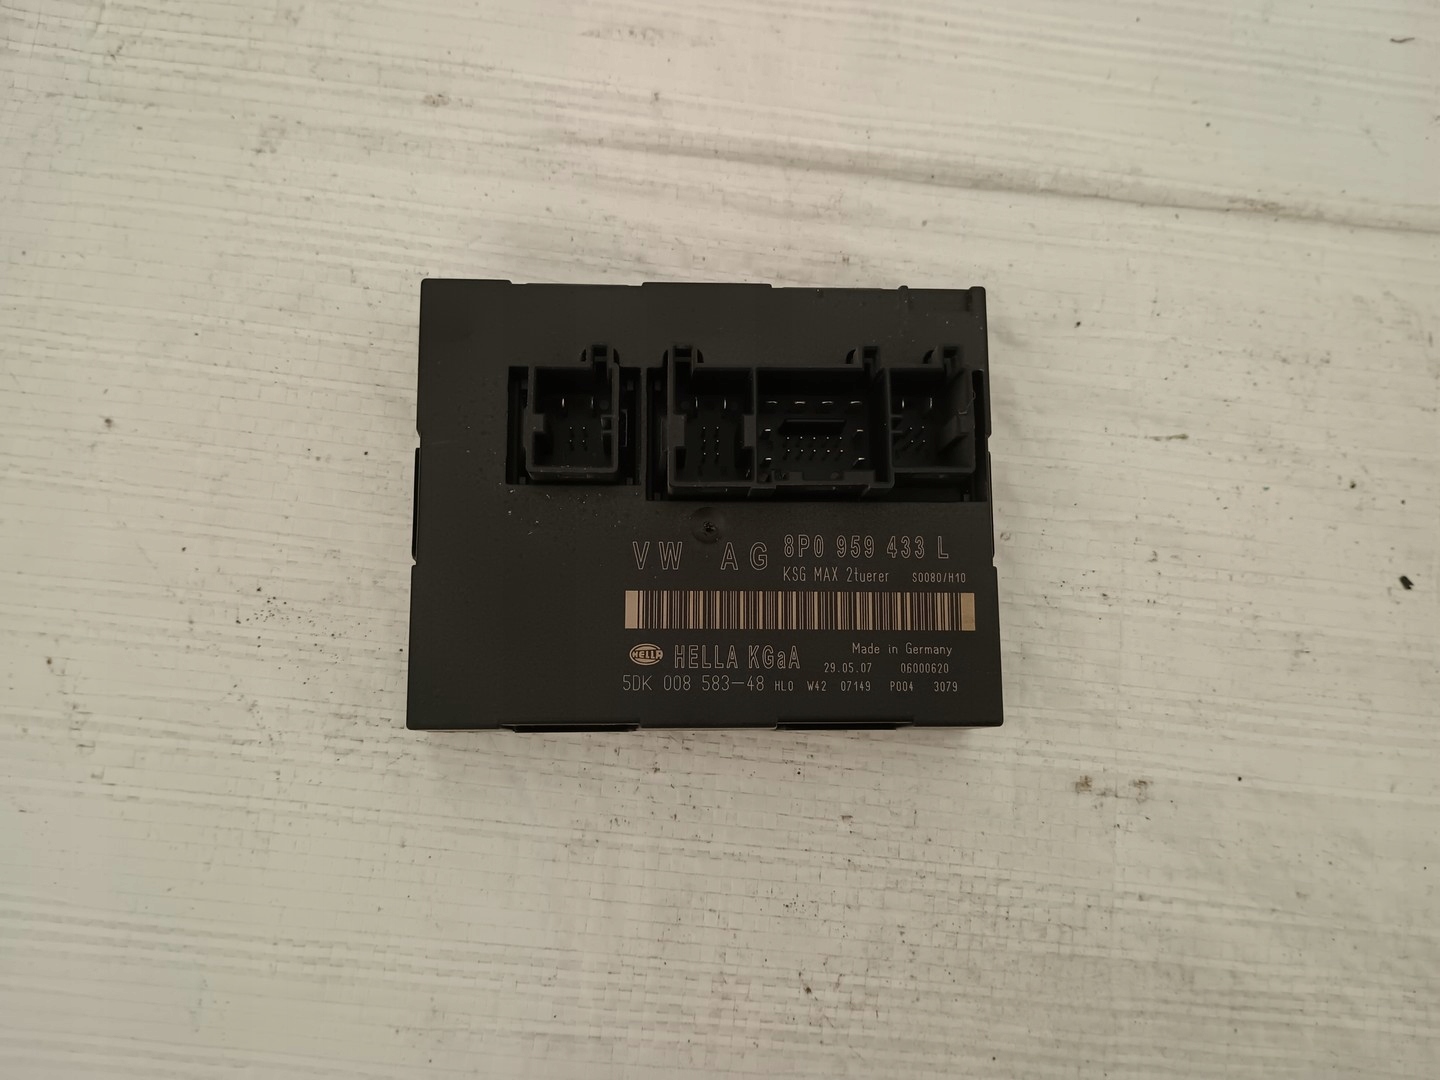 VW AG 8P0 959 433 L
KSG MAX 2tuerer S0080/H10
HELLA HELLA KGaA Made in Germany
29.05.07 06000620
5DK 008 583-48 HL0 W42 07149 P004 3079